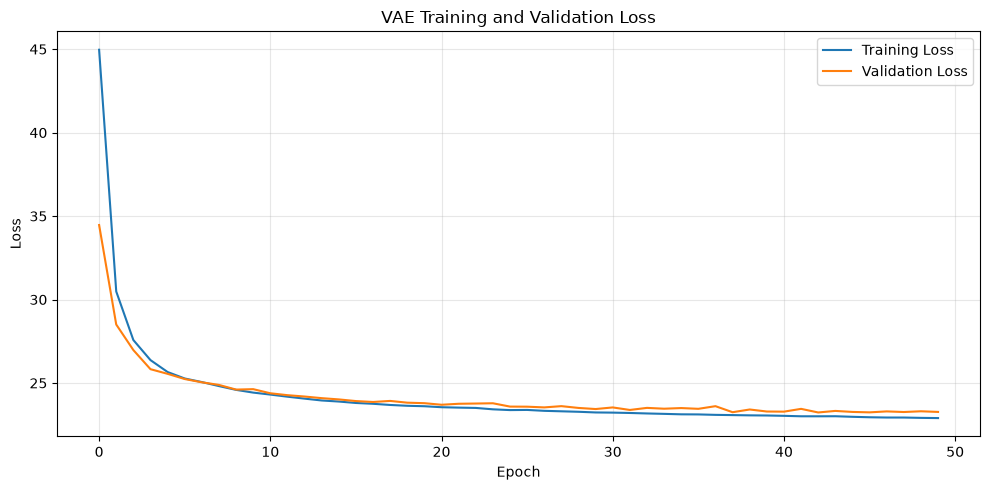 VAE Training and Validation Loss
Training Loss
Validation Loss
45
40
35
30
25
Loss
0 10 20 30 40 50
Epoch